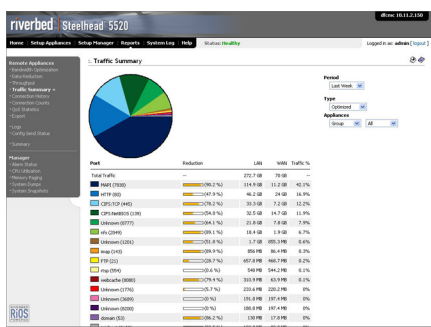 riverbed Steelhead 5520
dfcmc 10.11.2.150
Home Setup Appliances Setup Manager Reports System Log Help Status: Healthy Logged in as: admin [ logout ]
Remote Appliances
Bandwidth Optimization
Data Reduction
Throughput
Traffic Summary
Connection History
Connection Counts
QoS Statistics
Export
Logs
Config Send Status
Summary
Manager
Alarm Status
CPU Utilization
Memory Paging
System Dumps
System Snapshots
RiOS
:. Traffic Summary
Period
Last Week
Type
Optimized
Appliances
Group All
Port Reduction LAN WAN Traffic %
Total Traffic -- 272.7 GB 70 GB --
MAPI (7830) (90.2 %) 114.9 GB 11.2 GB 42.1%
HTTP (80) (47.9 %) 46.2 GB 24 GB 16.9%
CIFS:TCP (445) (78.2 %) 33.3 GB 7.2 GB 12.2%
CIFS:NetBIOS (139) (54.8 %) 32.5 GB 14.7 GB 11.9%
Unknown (8777) (64.1 %) 21.8 GB 7.8 GB 7.9%
nfs (2049) (89.1 %) 18.4 GB 1.9 GB 6.7%
Unknown (1201) (51.8 %) 1.7 GB 855.3 MB 0.6%
imap (143) (89.9 %) 856 MB 86.4 MB 0.3%
FTP (21) (28.7 %) 657.8 MB 468.7 MB 0.2%
rtsp (554) (0.6 %) 548 MB 544.2 MB 0.1%
webcache (8080) (79.4 %) 310.9 MB 63.9 MB 0.1%
Unknown (1776) (5.7 %) 233.6 MB 220.2 MB 0%
Unknown (3689) (0 %) 191.8 MB 197.4 MB 0%
Unknown (8200) (0 %) 188.8 MB 197.4 MB 0%
domain (53) (86.2 %) 130 MB 17.8 MB 0%